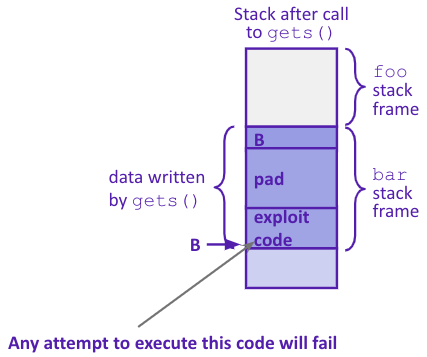 Stack after call
to gets()
foo
stack
frame
B
data written
by gets()
pad
bar
stack
frame
exploit
code
B
Any attempt to execute this code will fail